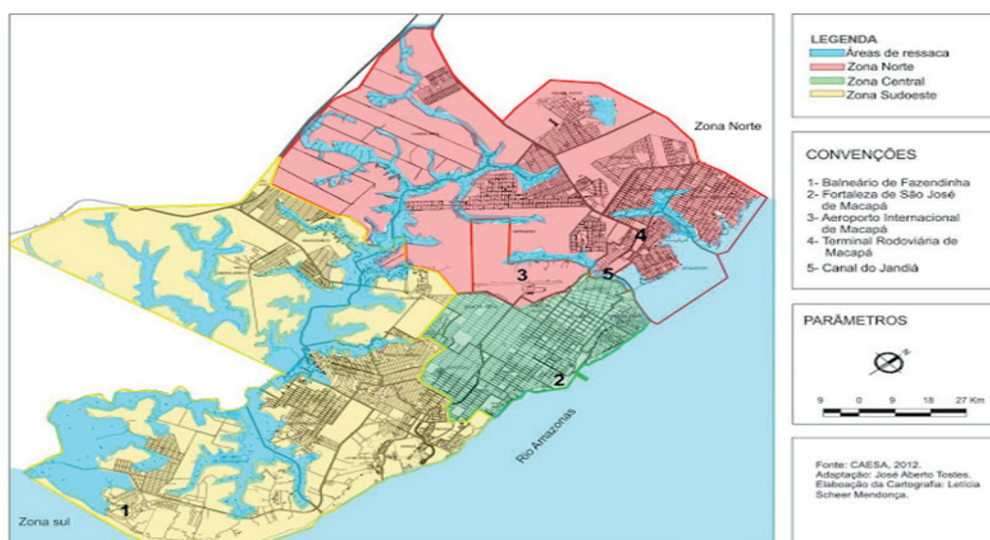 LEGENDA
Áreas de ressaca
Zona Norte
Zona Central
Zona Sudoeste
Zona Norte
CONVENÇÕES
1- Balneário de Fazendinha
2- Fortaleza de São José
de Macapá
3- Aeroporto Internacional
de Macapá
4- Terminal Rodoviária de
Macapá
5- Canal do Jandiá
PARÂMETROS
N
9 0 9 18 27 Km
Fonte: CAESA, 2012.
Adaptação: José Aberto Tostes.
Elaboação da Cartografia: Letícia
Scheer Mendonça.
1
4
3
5
2
Rio Amazonas
1
Zona sul